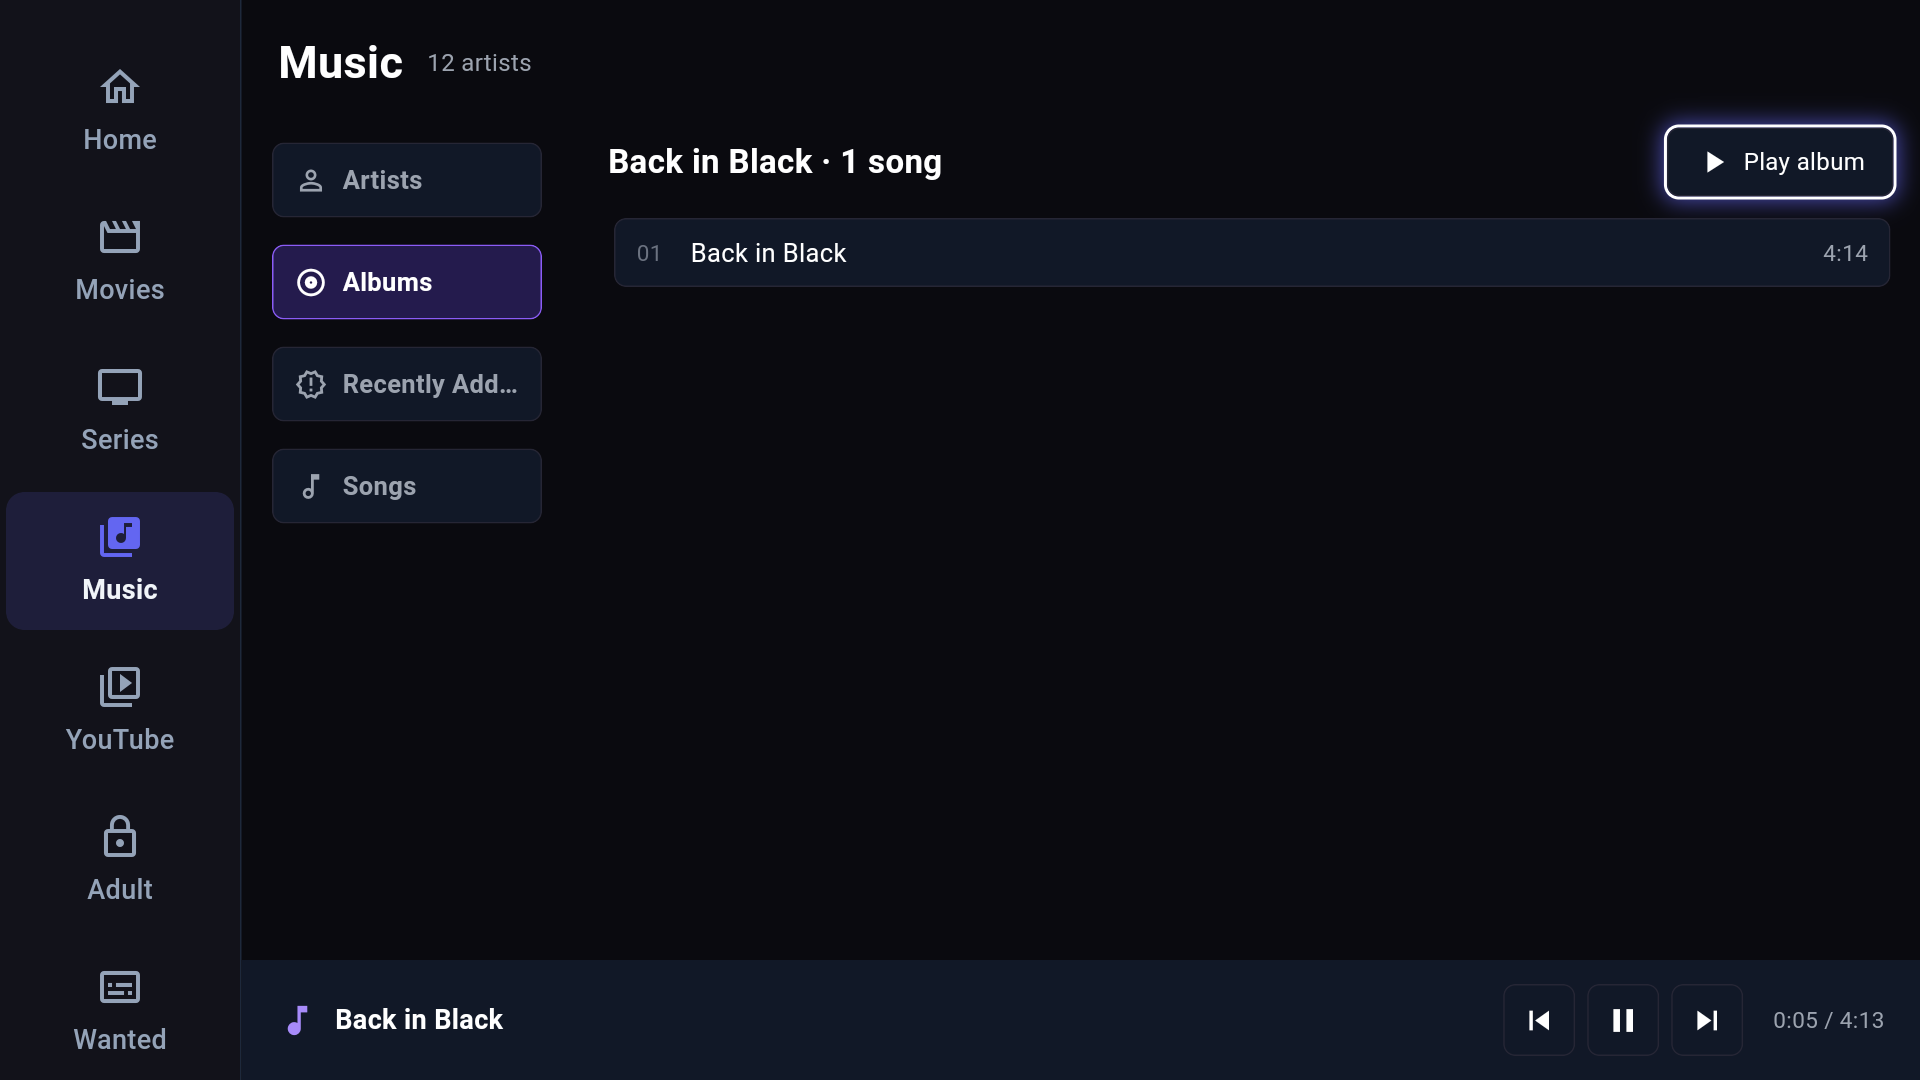 Home
Movies
Series
Music
YouTube
Adult
Wanted
Music 12 artists
Artists
Albums
Recently Add...
Songs
Back in Black · 1 song
Play album
01 Back in Black 4:14
Back in Black
0:05 / 4:13